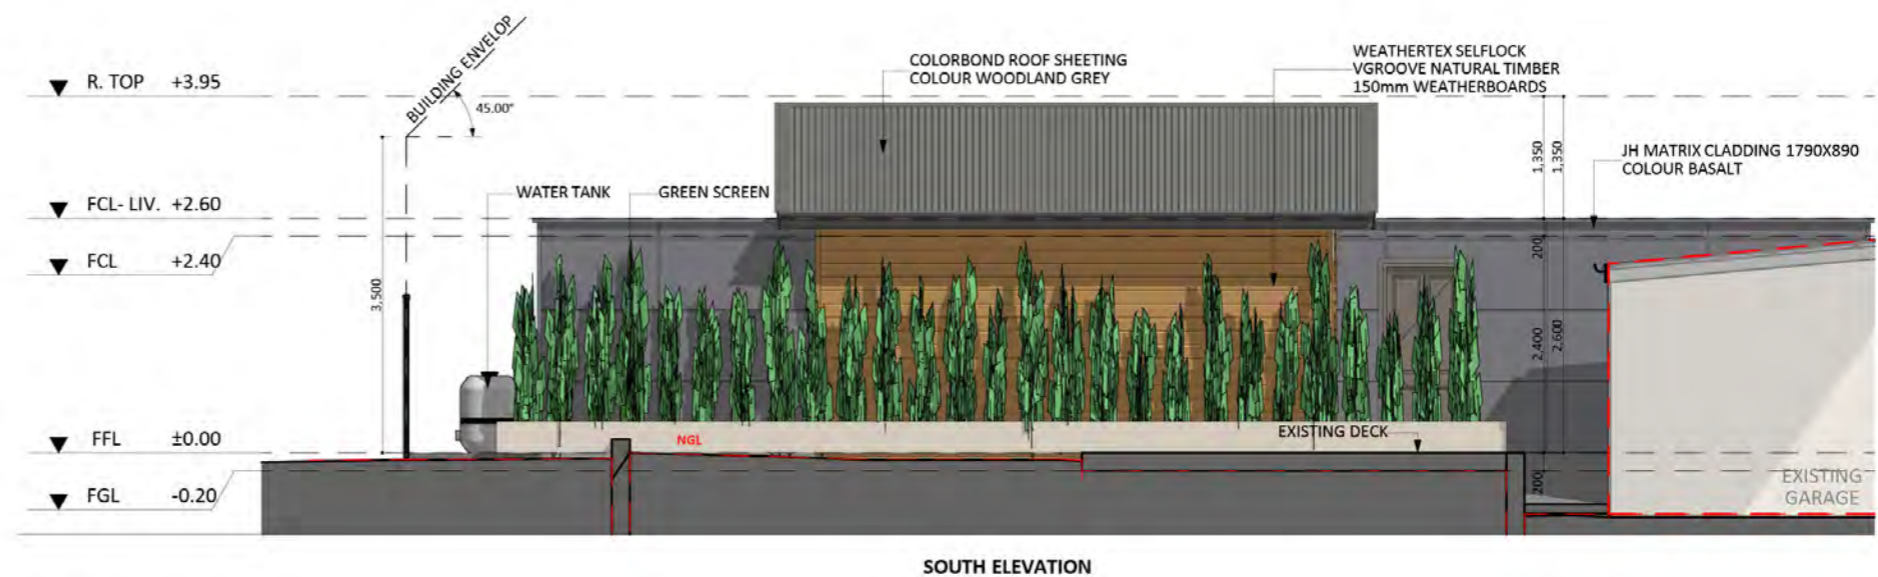 BUILDING ENVELOP
45.00°
R. TOP +3.95
COLORBOND ROOF SHEETING
COLOUR WOODLAND GREY
WEATHERTEX SELFLOCK
VGROOVE NATURAL TIMBER
150mm WEATHERBOARDS
1,350
1,350
JH MATRIX CLADDING 1790X890
COLOUR BASALT
WATER TANK
GREEN SCREEN
FCL- LIV. +2.60
FCL +2.40
200
3,500
2,400
2,600
FFL ±0.00
NGL
EXISTING DECK
FGL -0.20
200
EXISTING
GARAGE
SOUTH ELEVATION